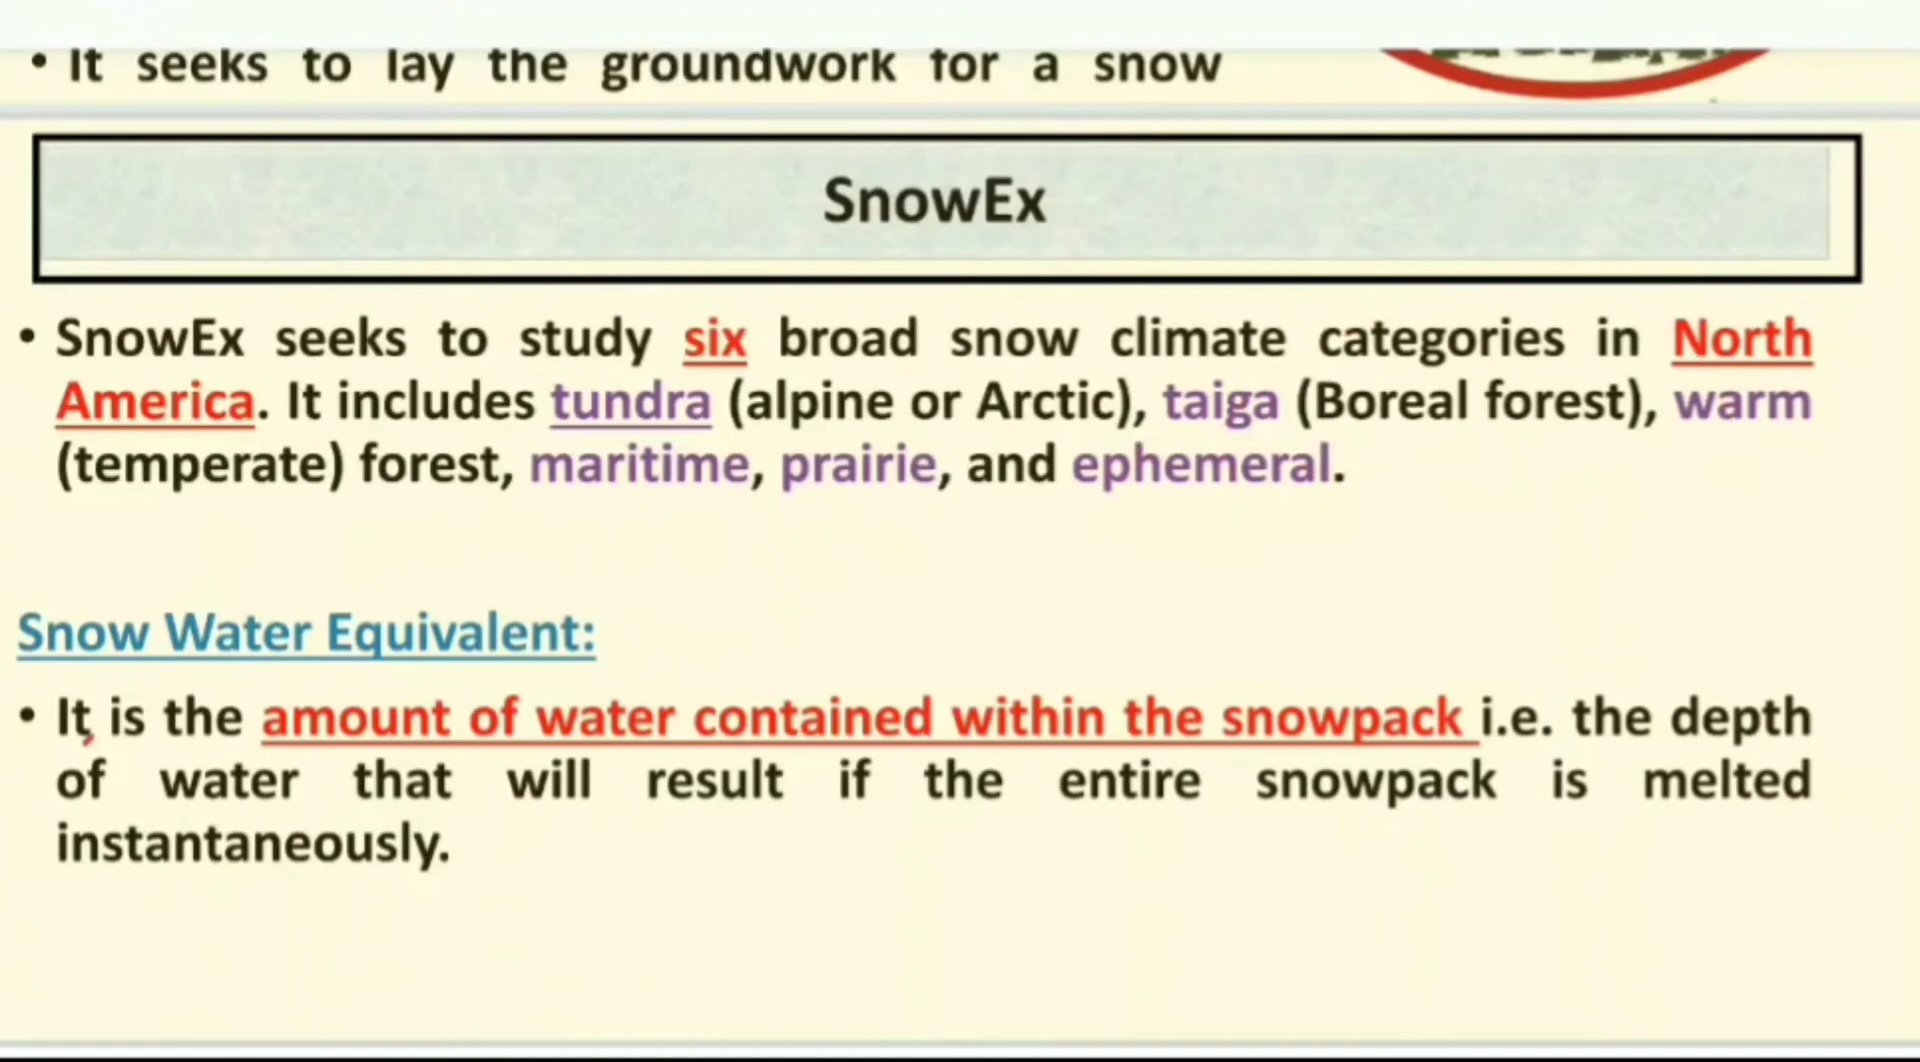 • It seeks to lay the groundwork for a snow
SnowEx
• SnowEx seeks to study six broad snow climate categories in North
America. It includes tundra (alpine or Arctic), taiga (Boreal forest), warm
(temperate) forest, maritime, prairie, and ephemeral.
Snow Water Equivalent:
• It is the amount of water contained within the snowpack i.e. the depth
of water that will result if the entire snowpack is melted
instantaneously.